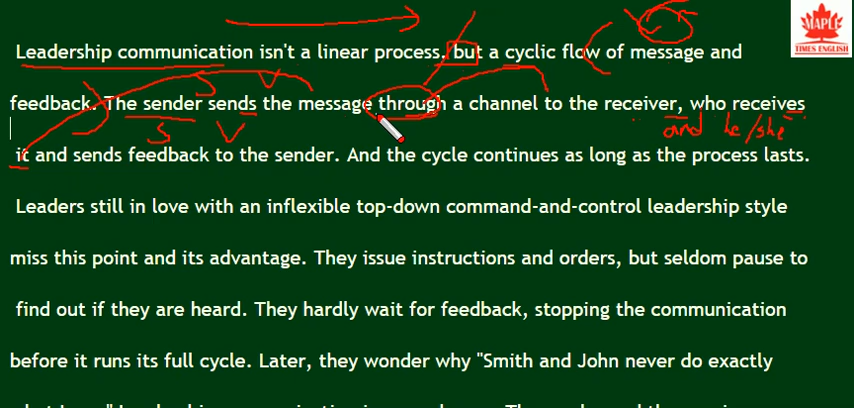 MAPLE
TIMES ENGLISH
Leadership communication isn't a linear process, but a cyclic flow of message and
S V
feedback. The sender sends the message through a channel to the receiver, who receives
S V and he/she
it and sends feedback to the sender. And the cycle continues as long as the process lasts.
Leaders still in love with an inflexible top-down command-and-control leadership style
miss this point and its advantage. They issue instructions and orders, but seldom pause to
find out if they are heard. They hardly wait for feedback, stopping the communication
before it runs its full cycle. Later, they wonder why "Smith and John never do exactly